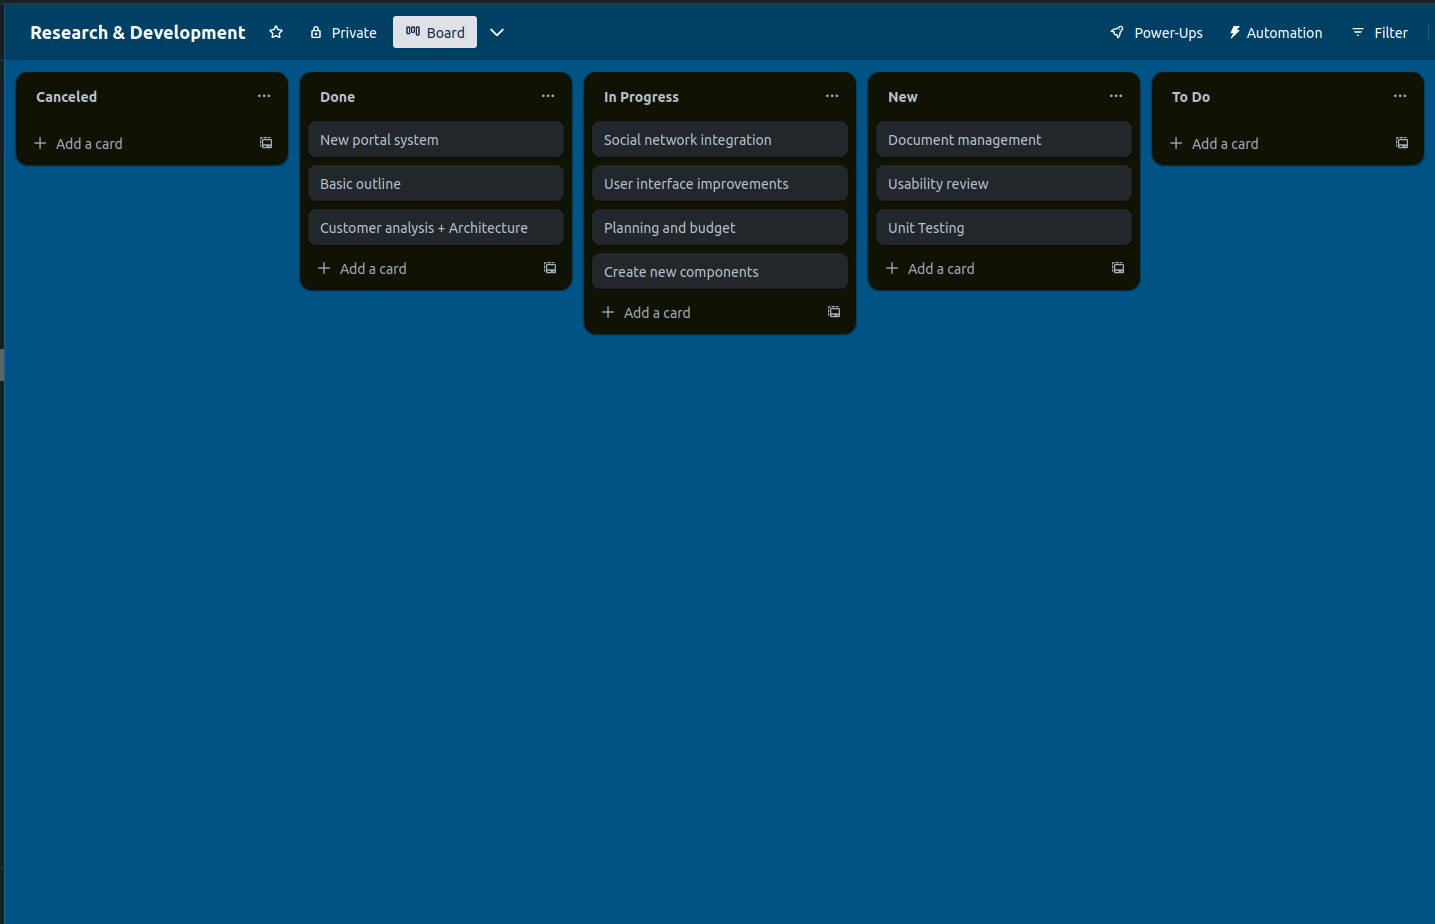 Research & Development
Private
Board
Power-Ups
Automation
Filter
Canceled
Add a card
Done
New portal system
Basic outline
Customer analysis + Architecture
Add a card
In Progress
Social network integration
User interface improvements
Planning and budget
Create new components
Add a card
New
Document management
Usability review
Unit Testing
Add a card
To Do
Add a card